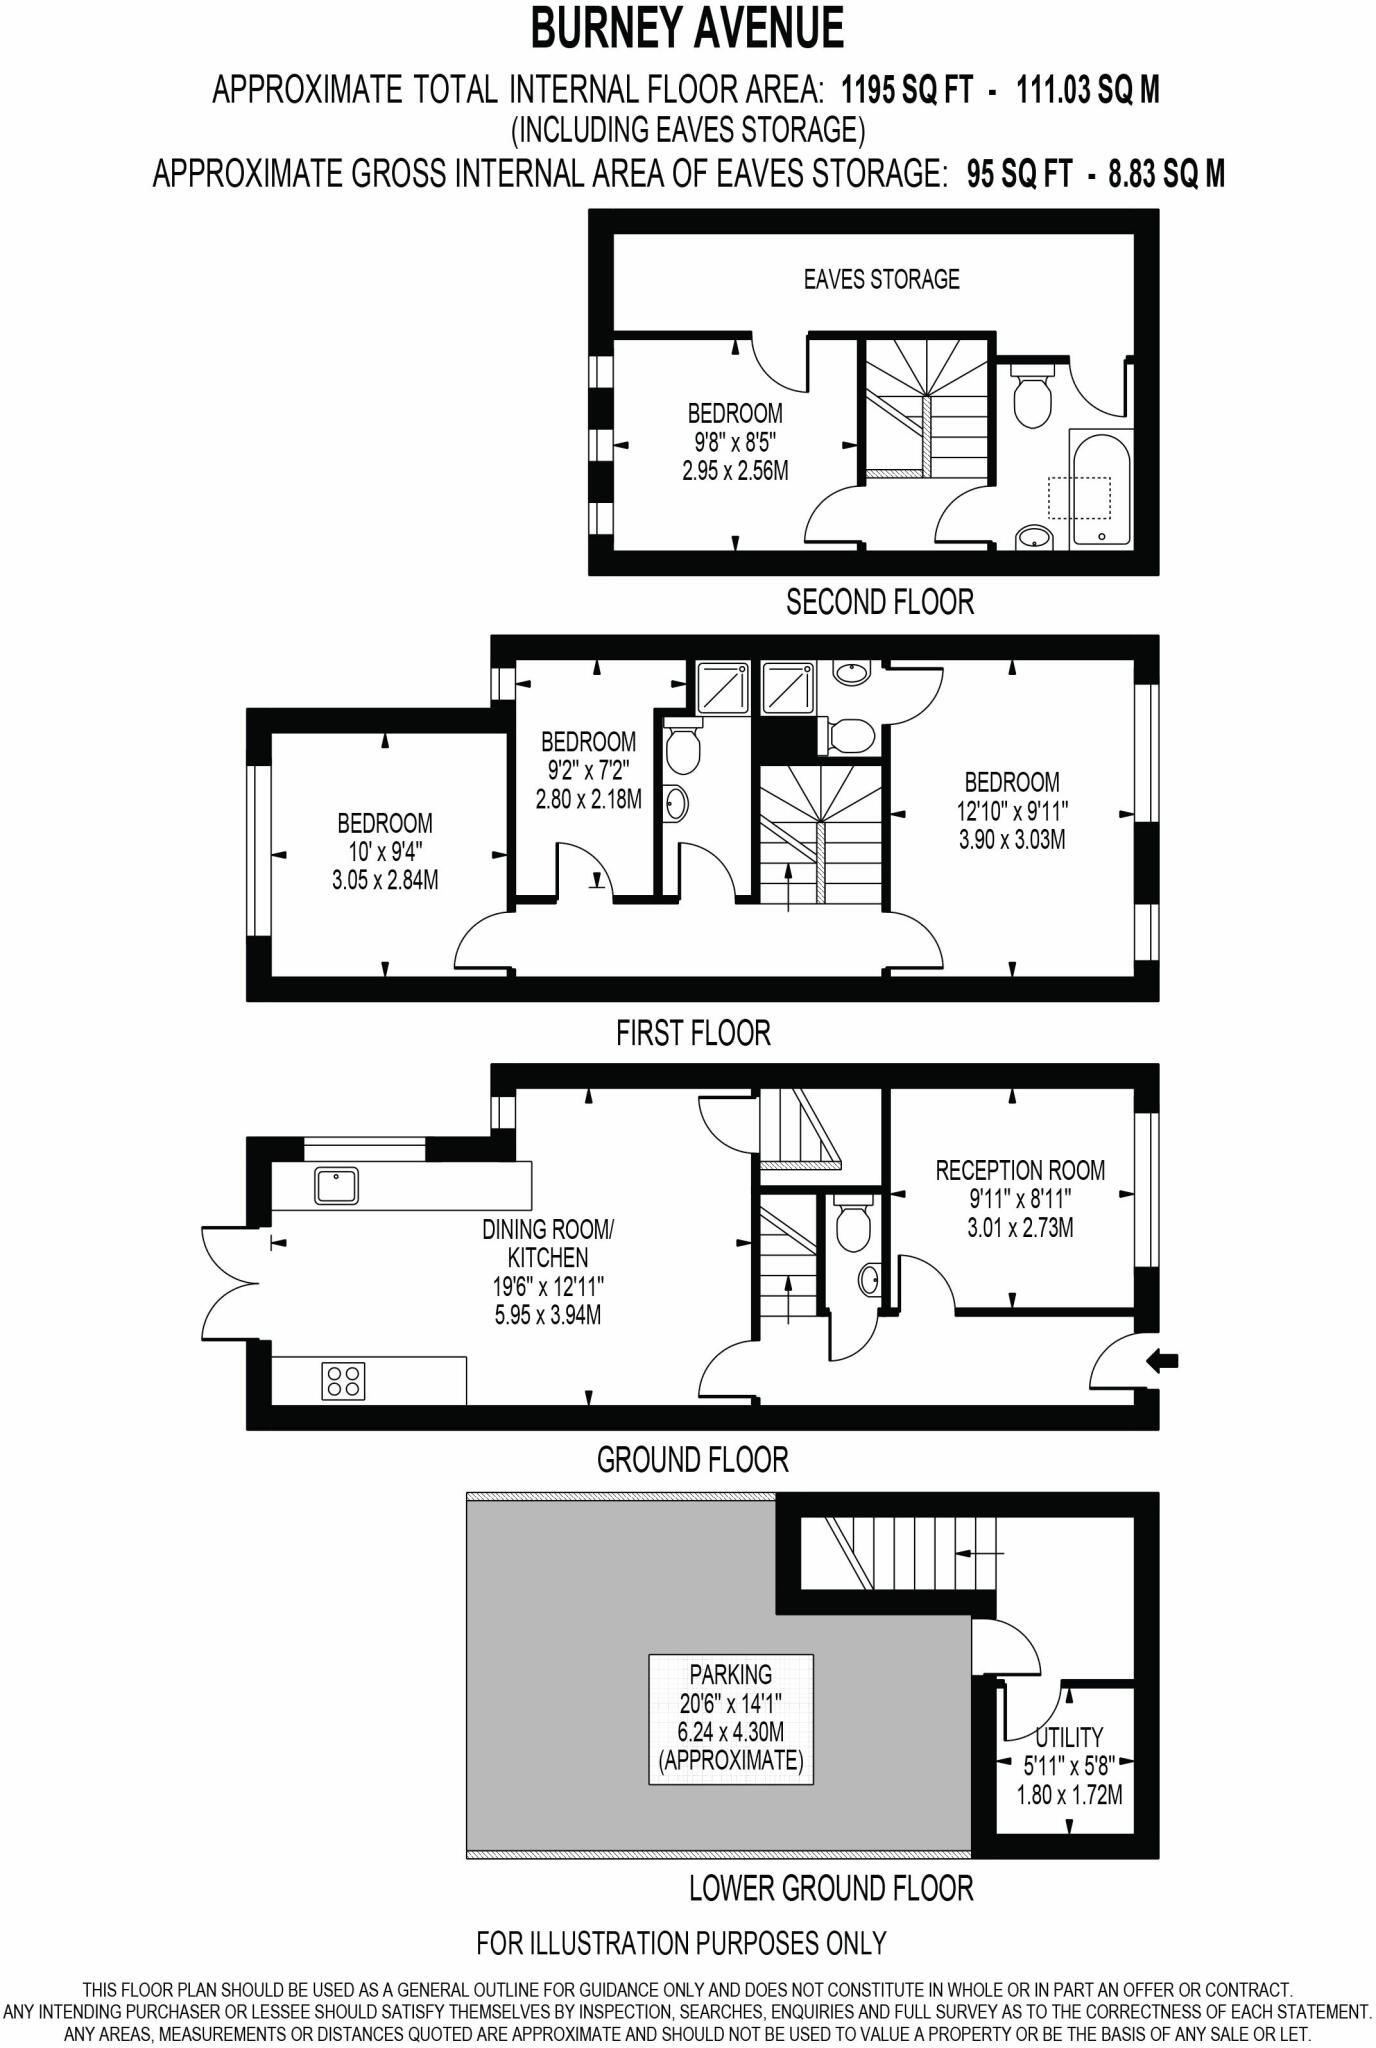 BURNEY AVENUE
APPROXIMATE TOTAL INTERNAL FLOOR AREA: 1195 SQ FT - 111.03 SQ M
(INCLUDING EAVES STORAGE)
APPROXIMATE GROSS INTERNAL AREA OF EAVES STORAGE: 95 SQ FT - 8.83 SQ M
EAVES STORAGE
BEDROOM
9'8" x 8'5"
2.95 x 2.56M
SECOND FLOOR
BEDROOM
9'2" x 7'2"
2.80 x 2.18M
BEDROOM
12'10" x 9'11"
3.90 x 3.03M
BEDROOM
10' x 9'4"
3.05 x 2.84M
FIRST FLOOR
RECEPTION ROOM
9'11" x 8'11"
3.01 x 2.73M
DINING ROOM/
KITCHEN
19'6" x 12'11"
5.95 x 3.94M
GROUND FLOOR
PARKING
20'6" x 14'1"
6.24 x 4.30M
(APPROXIMATE)
UTILITY
5'11" x 5'8"
1.80 x 1.72M
LOWER GROUND FLOOR
FOR ILLUSTRATION PURPOSES ONLY
THIS FLOOR PLAN SHOULD BE USED AS A GENERAL OUTLINE FOR GUIDANCE ONLY AND DOES NOT CONSTITUTE IN WHOLE OR IN PART AN OFFER OR CONTRACT.
ANY INTENDING PURCHASER OR LESSEE SHOULD SATISFY THEMSELVES BY INSPECTION, SEARCHES, ENQUIRIES AND FULL SURVEY AS TO THE CORRECTNESS OF EACH STATEMENT.
ANY AREAS, MEASUREMENTS OR DISTANCES QUOTED ARE APPROXIMATE AND SHOULD NOT BE USED TO VALUE A PROPERTY OR BE THE BASIS OF ANY SALE OR LET.